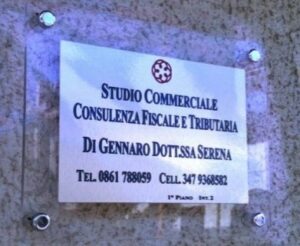 STUDIO COMMERCIALE
CONSULENZA FISCALE E TRIBUTARIA
DI GENNARO DOTT.SSA SERENA
TEL. 0861 788059 CELL. 347 9368582
1° PIANO INT. 2